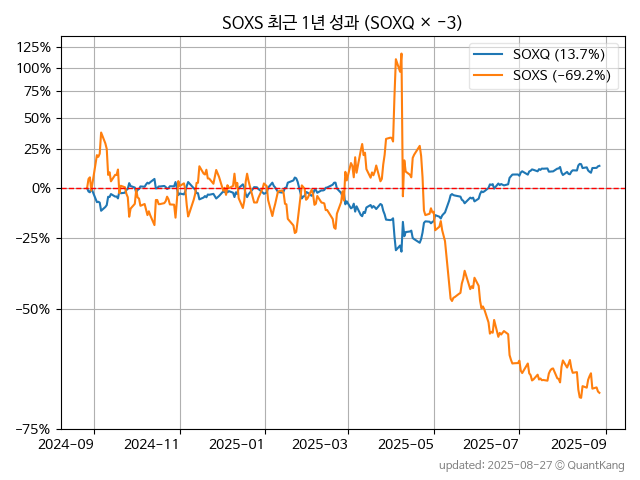 SOXS 최근 1년 성과 (SOXQ × −3)
SOXQ (13.7%)
SOXS (−69.2%)
125%
100%
75%
50%
25%
0%
−25%
−50%
−75%
2024-09 2024-11 2025-01 2025-03 2025-05 2025-07 2025-09
updated: 2025-08-27 © QuantKang